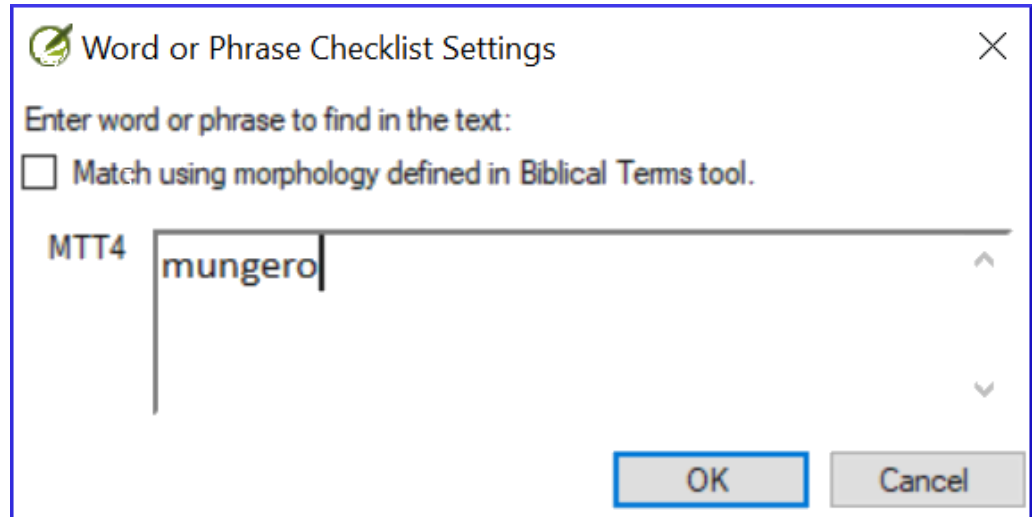 Word or Phrase Checklist Settings
Enter word or phrase to find in the text:
Match using morphology defined in Biblical Terms tool.
MTT4 mungero
OK Cancel